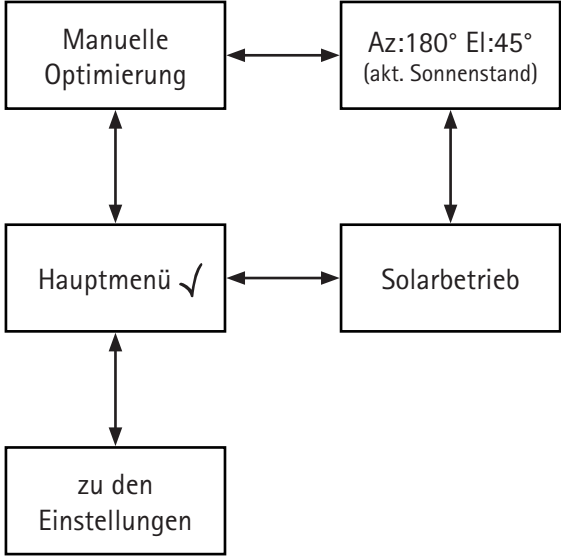 Manuelle
Optimierung
Az:180° El:45°
(akt. Sonnenstand)
Hauptmenü √
Solarbetrieb
zu den
Einstellungen